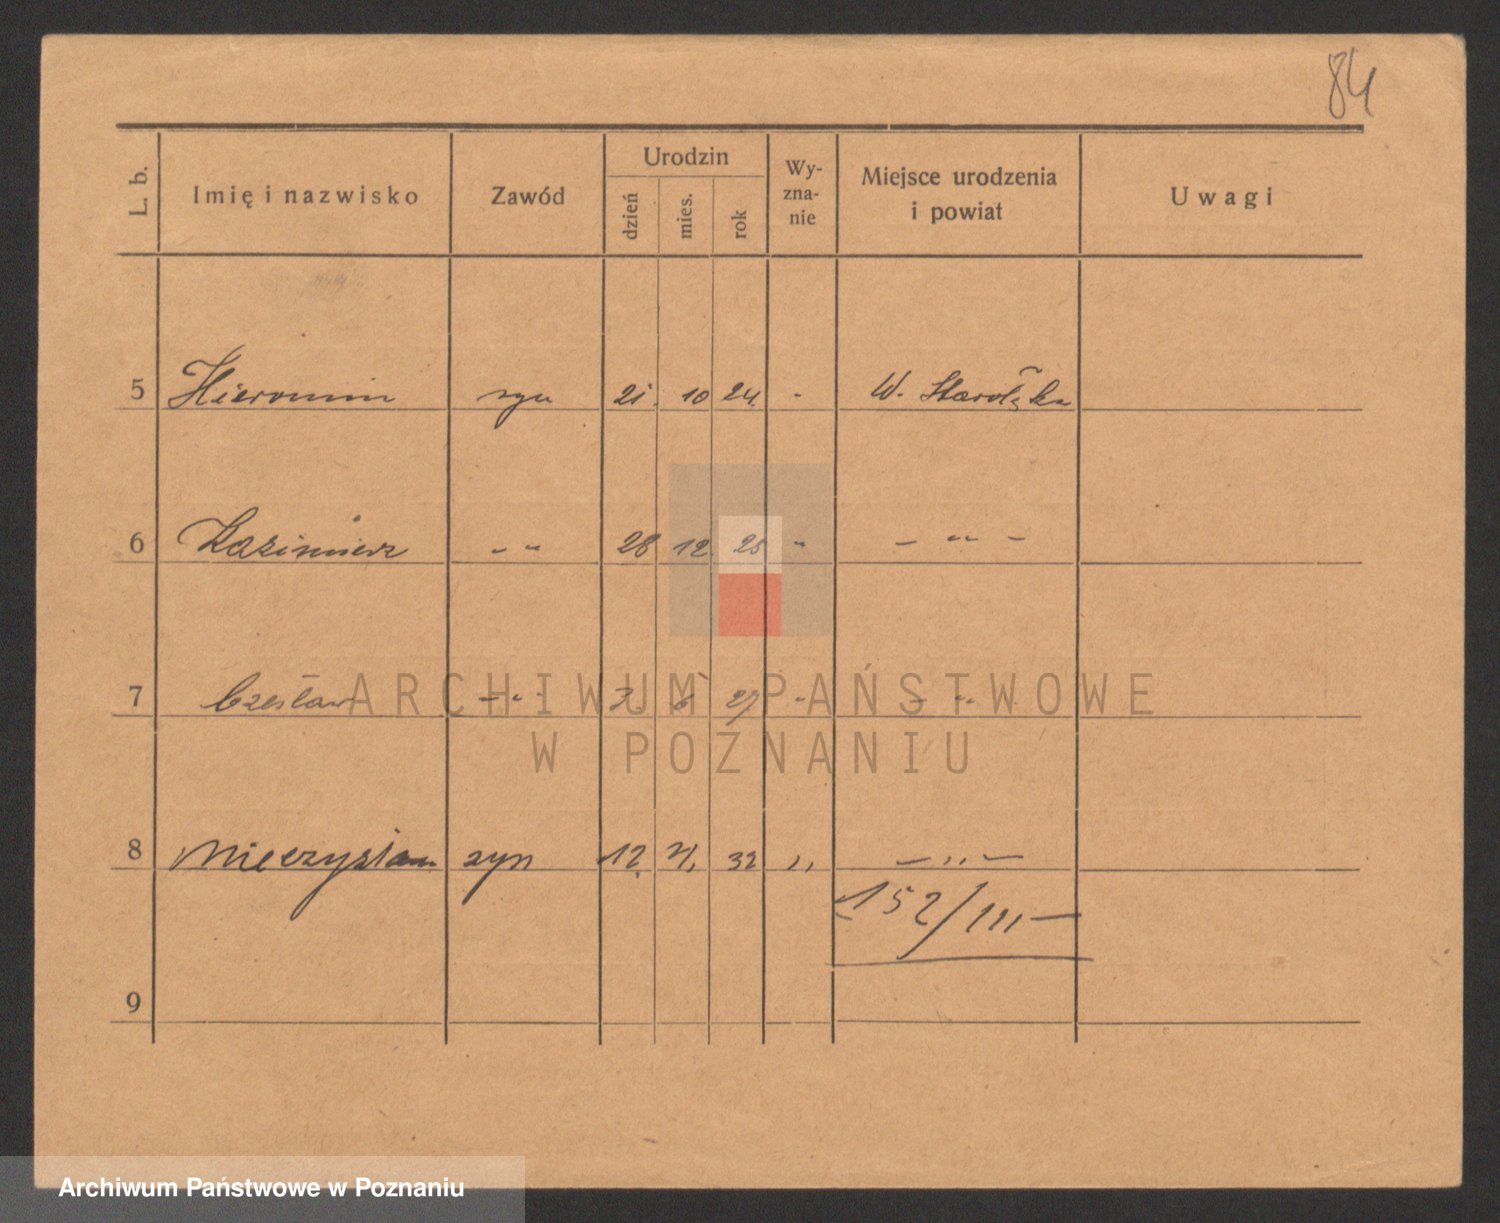 84
L. b. Imię i nazwisko Zawód Urodzin dzień mies. rok Wy-zna-nie Miejsce urodzenia i powiat Uwagi
5 Hieronim syn 21. 10 24. - W. Starołęka
6 Kazimierz - " 28 12 25 " - " -
7 Czesław - " - 3. 27 " - " -
ARCHIWUM PAŃSTWOWE
W POZNANIU
8 Mieczysław syn 12. 32 ,, - ,, -
152/III -
9
Archiwum Państwowe w Poznaniu